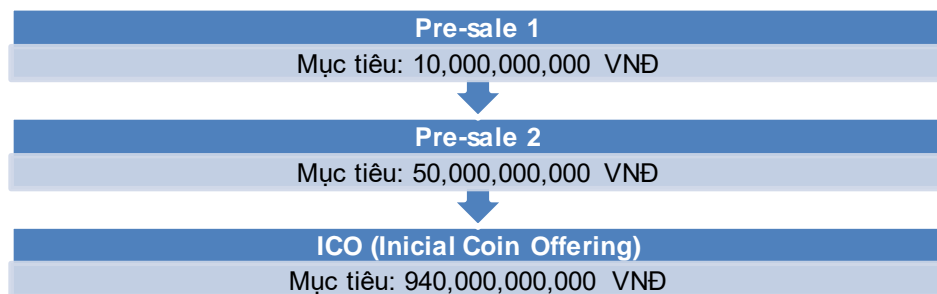 Pre-sale 1
Mục tiêu: 10,000,000,000 VNĐ
Pre-sale 2
Mục tiêu: 50,000,000,000 VNĐ
ICO (Inicial Coin Offering)
Mục tiêu: 940,000,000,000 VNĐ